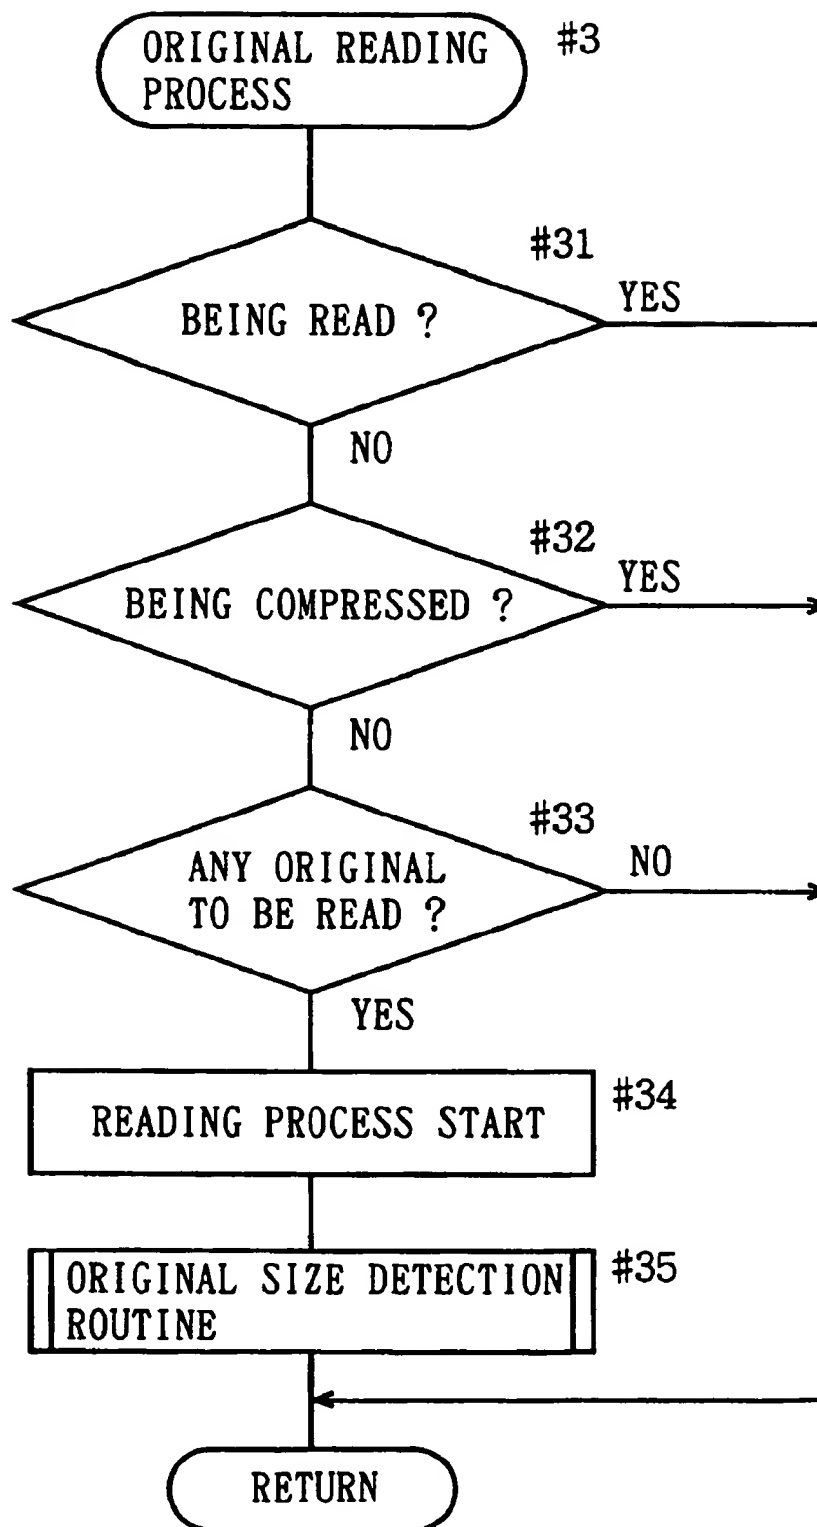 ORIGINAL READING
PROCESS
#3
#31
BEING READ ?
YES
NO
#32
BEING COMPRESSED ?
YES
NO
#33
ANY ORIGINAL
TO BE READ ?
NO
YES
READING PROCESS START
#34
ORIGINAL SIZE DETECTION
ROUTINE
#35
RETURN